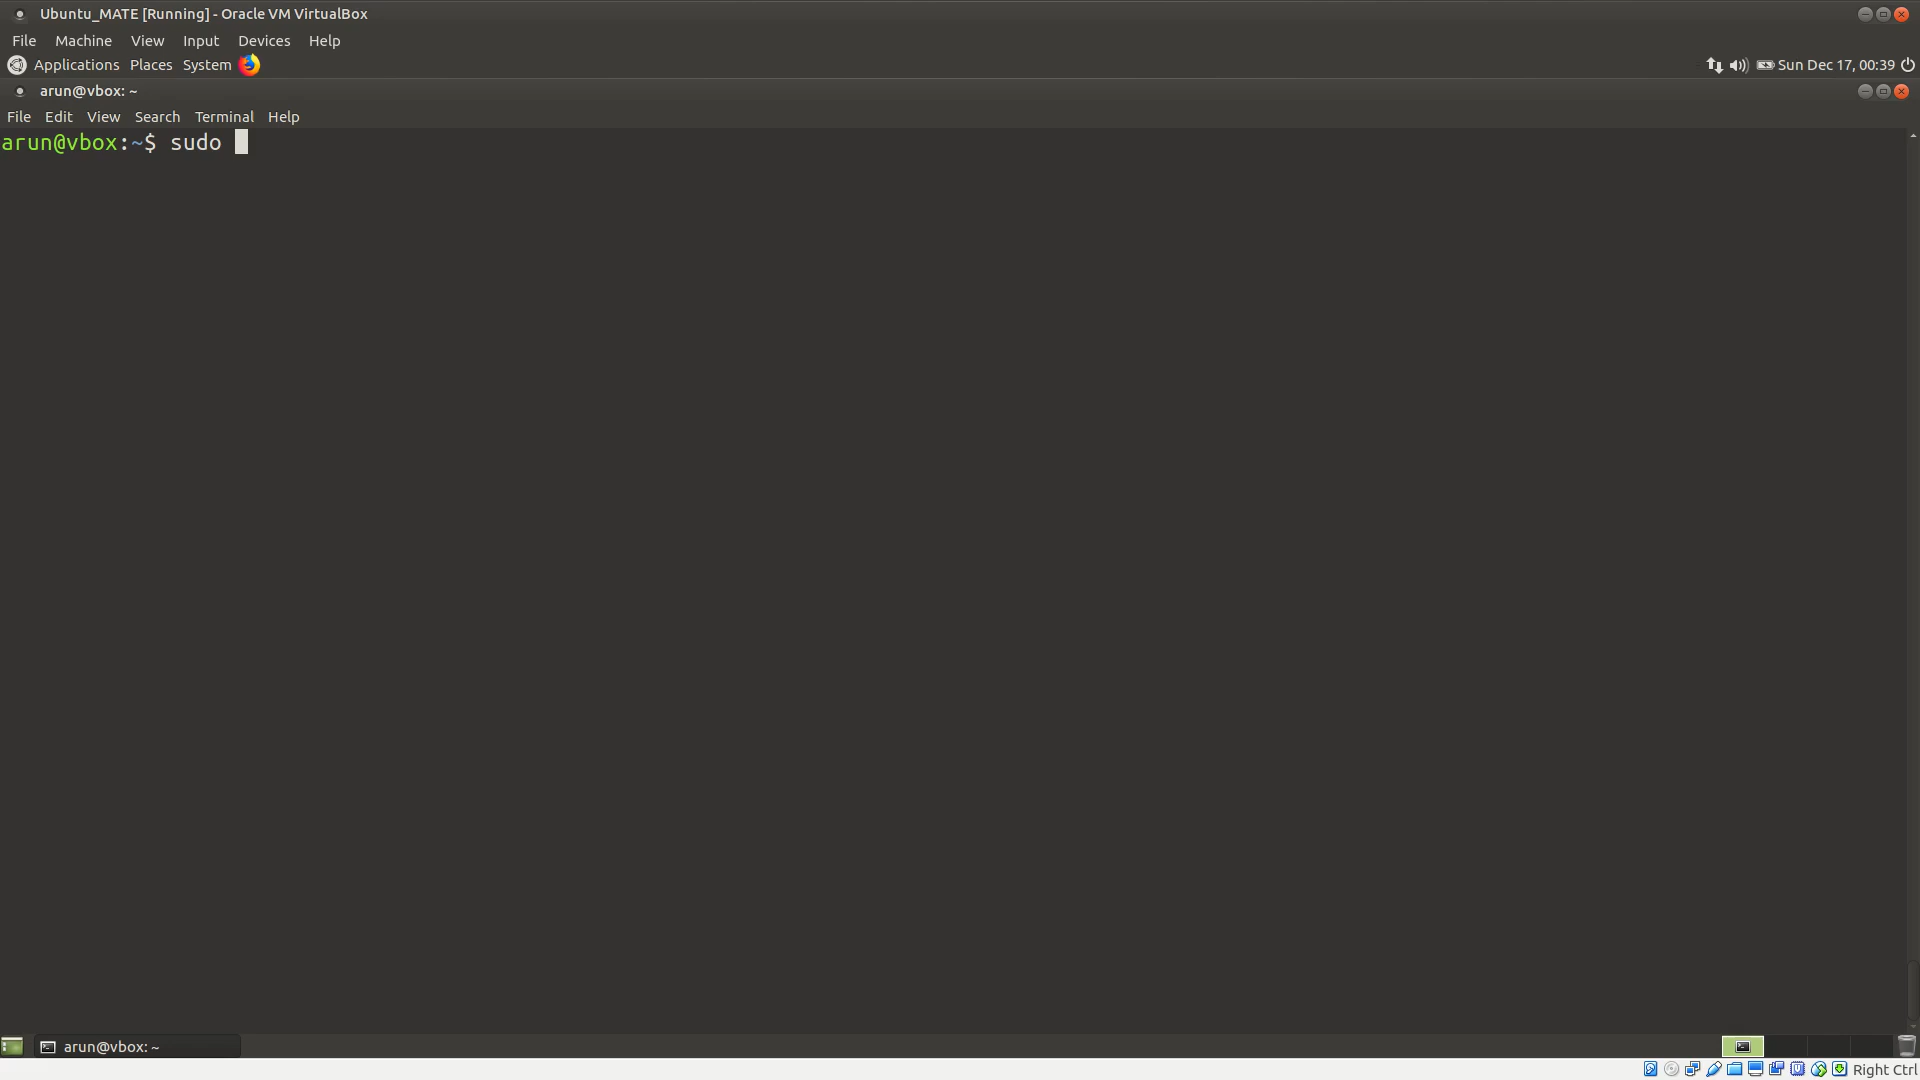 Ubuntu_MATE [Running] - Oracle VM VirtualBox
File Machine View Input Devices Help
Applications Places System Sun Dec 17, 00:39
arun@vbox: ~
File Edit View Search Terminal Help
arun@vbox:~$ sudo
arun@vbox: ~
Right Ctrl